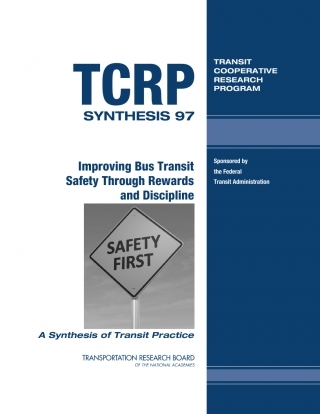 TCRP
SYNTHESIS 97
TRANSIT
COOPERATIVE
RESEARCH
PROGRAM
Improving Bus Transit
Safety Through Rewards
and Discipline
Sponsored by
the Federal
Transit Administration
SAFETY
FIRST
A Synthesis of Transit Practice
TRANSPORTATION RESEARCH BOARD
OF THE NATIONAL ACADEMIES